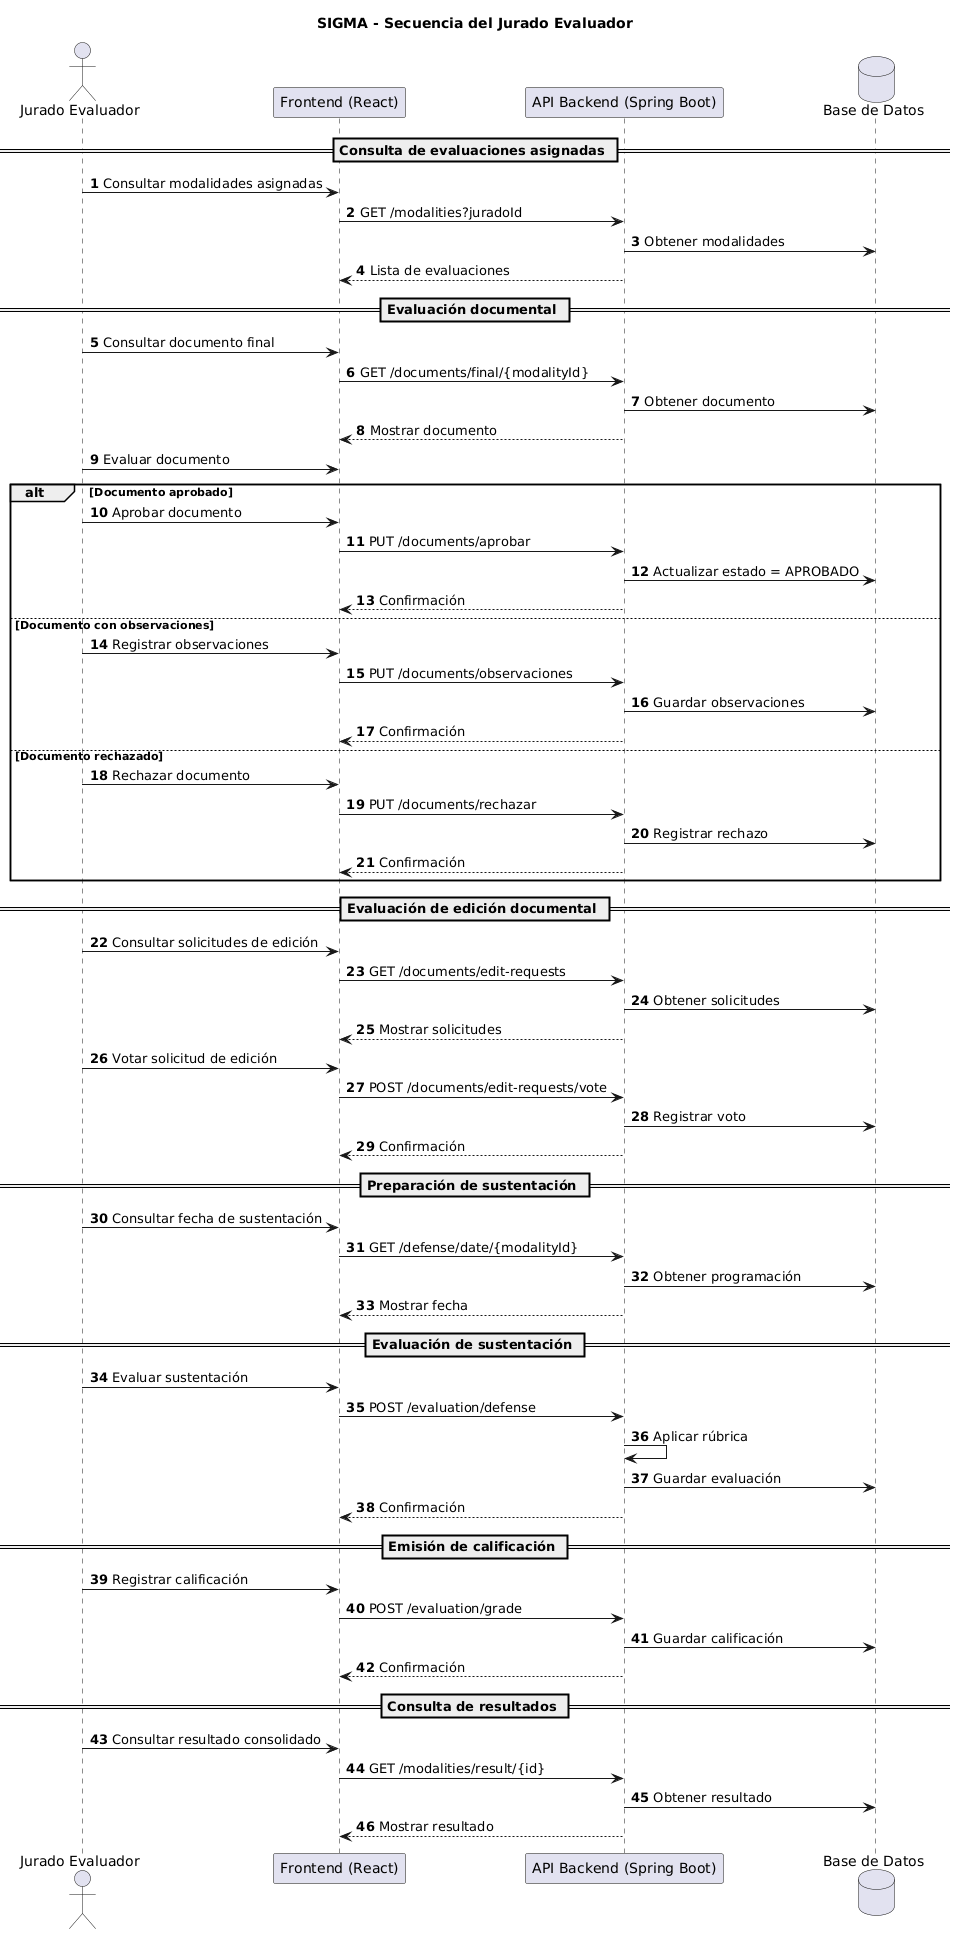 SIGMA - Secuencia del Jurado Evaluador
Jurado Evaluador
Frontend (React)
API Backend (Spring Boot)
Base de Datos
Consulta de evaluaciones asignadas
1 Consultar modalidades asignadas
2 GET /modalities?juradoId
3 Obtener modalidades
4 Lista de evaluaciones
Evaluación documental
5 Consultar documento final
6 GET /documents/final/{modalityId}
7 Obtener documento
8 Mostrar documento
9 Evaluar documento
alt [Documento aprobado]
10 Aprobar documento
11 PUT /documents/aprobar
12 Actualizar estado = APROBADO
13 Confirmación
[Documento con observaciones]
14 Registrar observaciones
15 PUT /documents/observaciones
16 Guardar observaciones
17 Confirmación
[Documento rechazado]
18 Rechazar documento
19 PUT /documents/rechazar
20 Registrar rechazo
21 Confirmación
Evaluación de edición documental
22 Consultar solicitudes de edición
23 GET /documents/edit-requests
24 Obtener solicitudes
25 Mostrar solicitudes
26 Votar solicitud de edición
27 POST /documents/edit-requests/vote
28 Registrar voto
29 Confirmación
Preparación de sustentación
30 Consultar fecha de sustentación
31 GET /defense/date/{modalityId}
32 Obtener programación
33 Mostrar fecha
Evaluación de sustentación
34 Evaluar sustentación
35 POST /evaluation/defense
36 Aplicar rúbrica
37 Guardar evaluación
38 Confirmación
Emisión de calificación
39 Registrar calificación
40 POST /evaluation/grade
41 Guardar calificación
42 Confirmación
Consulta de resultados
43 Consultar resultado consolidado
44 GET /modalities/result/{id}
45 Obtener resultado
46 Mostrar resultado
Jurado Evaluador
Frontend (React)
API Backend (Spring Boot)
Base de Datos